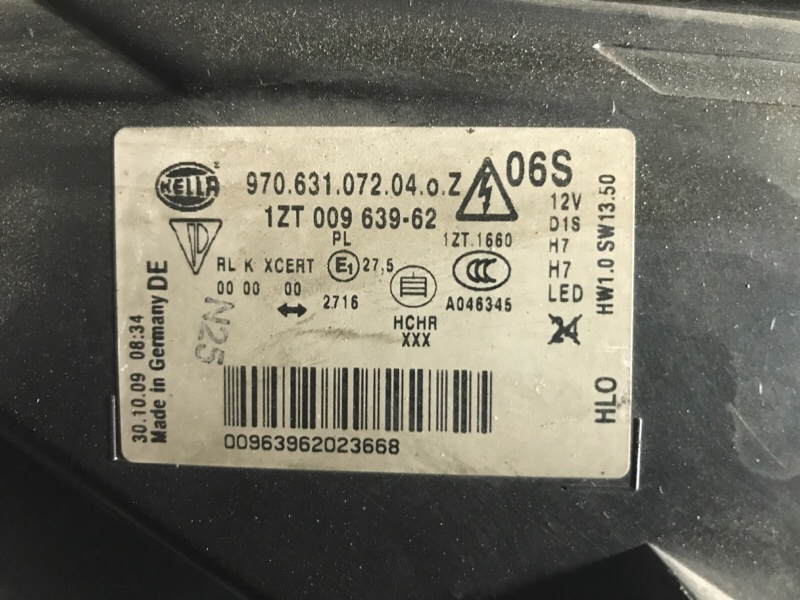 HELLA
970.631.072.04.o.Z
06S
1ZT 009 639-62
PL
1ZT.1660
RL K XCERT
E1
27,5
CCC
00 00 00
2716
A046345
HCHR
XXX
12V
D1S
H7
H7
LED
24
HW1.0 SW13.50
HLO
N25
30.10.09 08:34
Made in Germany DE
00963962023668